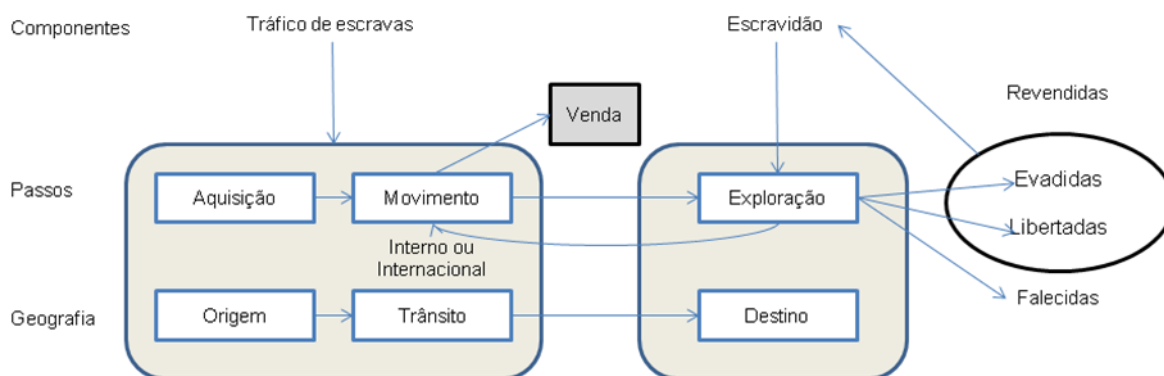 Componentes
Tráfico de escravas
Escravidão
Venda
Revendidas
Passos
Aquisição
Movimento
Exploração
Evadidas
Libertadas
Interno ou
Internacional
Falecidas
Geografia
Origem
Trânsito
Destino